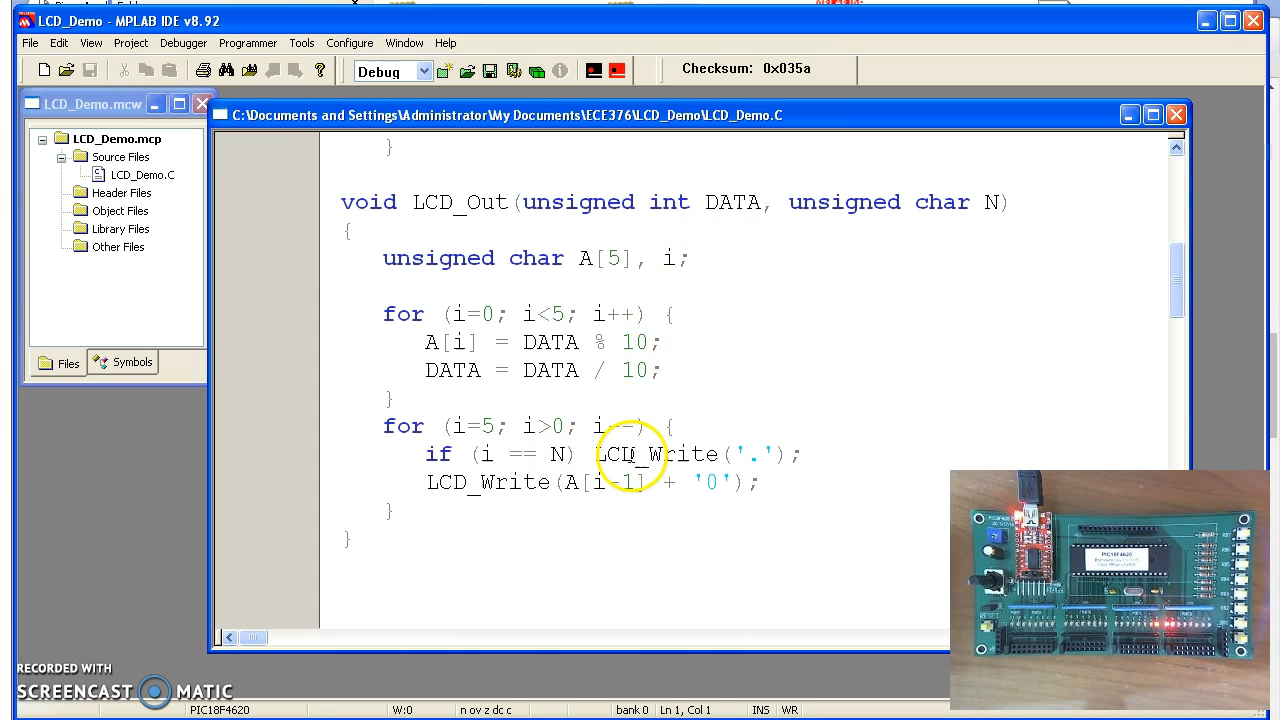 LCD_Demo - MPLAB IDE v8.92
File Edit View Project Debugger Programmer Tools Configure Window Help
Debug
Checksum: 0x035a
LCD_Demo.mcw
C:\Documents and Settings\Administrator\My Documents\ECE376\LCD_Demo\LCD_Demo.C
LCD_Demo.mcp
Source Files
LCD_Demo.C
Header Files
Object Files
Library Files
Other Files
Files Symbols
}
void LCD_Out(unsigned int DATA, unsigned char N)
{
unsigned char A[5], i;
for (i=0; i<5; i++) {
A[i] = DATA % 10;
DATA = DATA / 10;
}
for (i=5; i>0; i--) {
if (i == N) LCD_Write('.');
LCD_Write(A[i-1] + '0');
}
}
PIC18F4620
RESET
RECORDED WITH
SCREENCAST MATIC
PIC18F4620 W:0 n ov z dc c bank 0 Ln 1, Col 1 INS WR